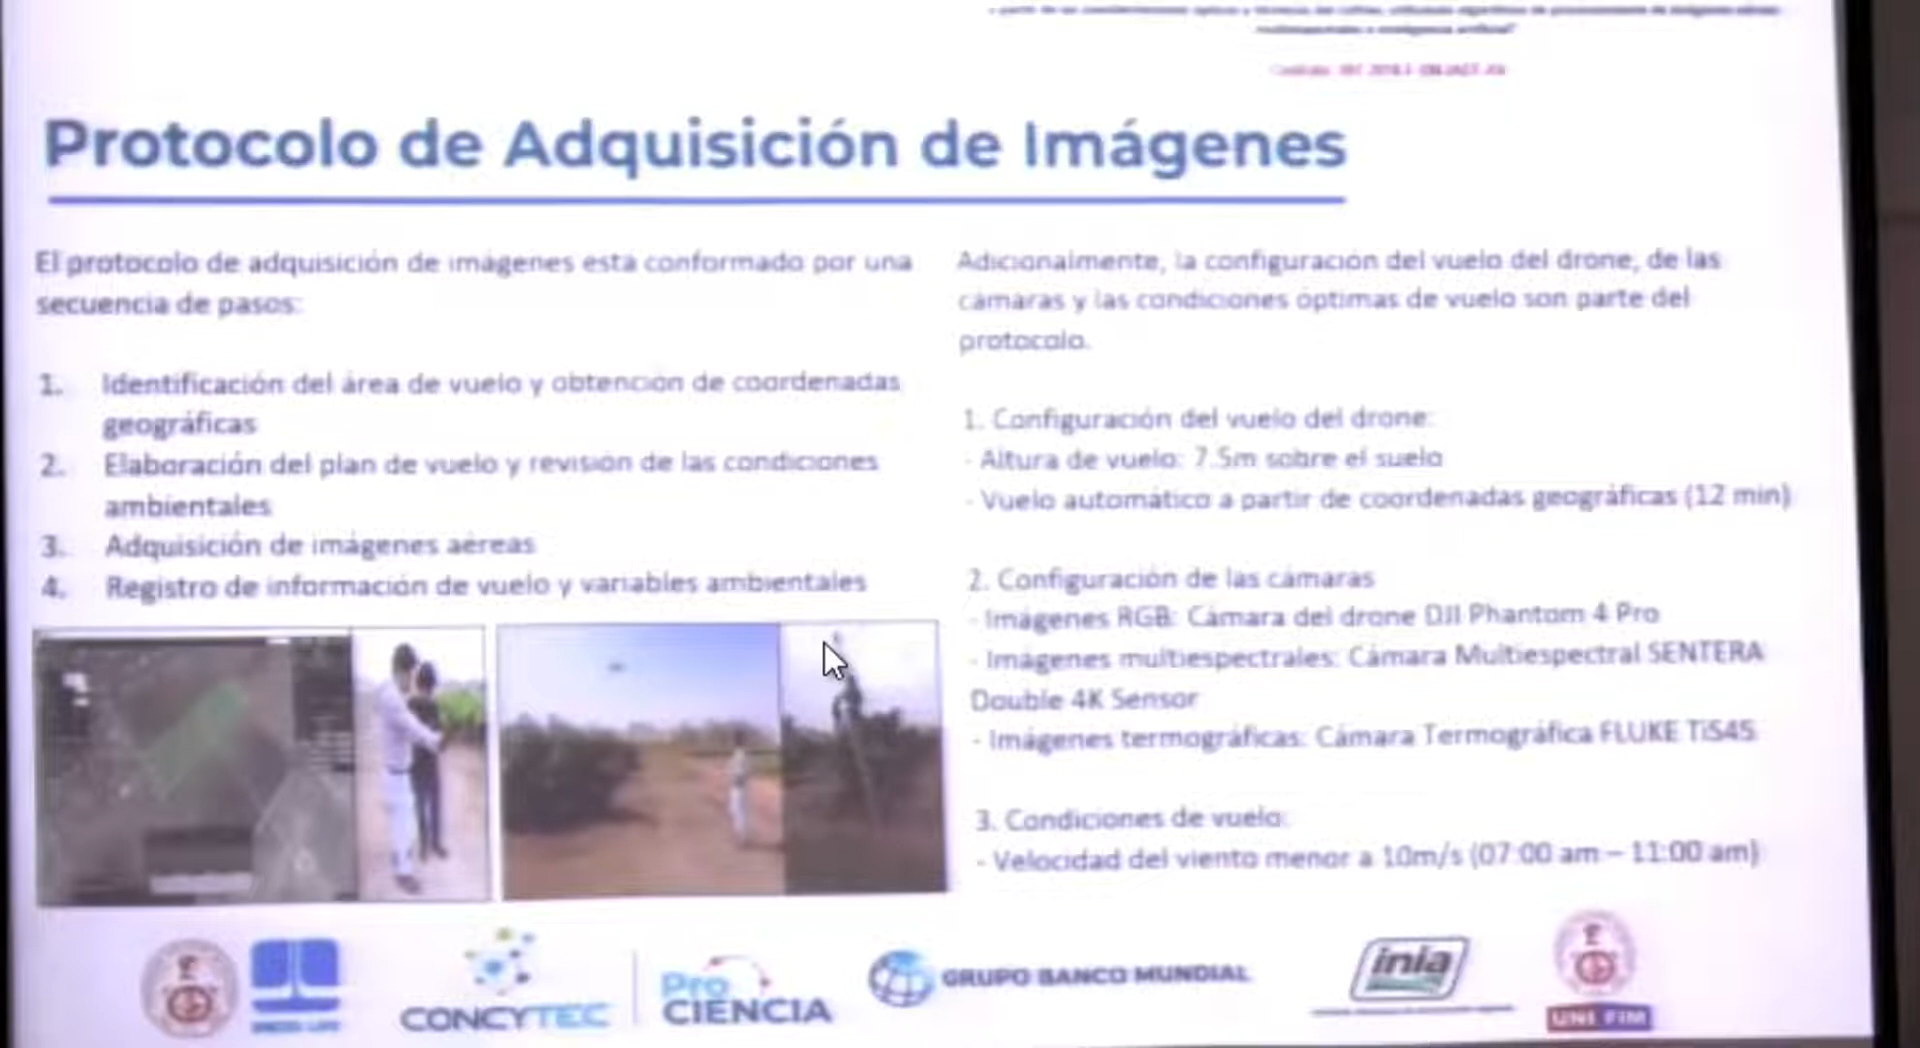 Protocolo de Adquisición de Imágenes
El protocolo de adquisición de imágenes está conformado por una
secuencia de pasos:
1. Identificación del área de vuelo y obtención de coordenadas
geográficas
2. Elaboración del plan de vuelo y revisión de las condiciones
ambientales
3. Adquisición de imágenes aéreas
4. Registro de información de vuelo y variables ambientales
Adicionalmente, la configuración del vuelo del drone, de las
cámaras y las condiciones óptimas de vuelo son parte del
protocolo.
1. Configuración del vuelo del drone:
- Altura de vuelo: 7.5m sobre el suelo
- Vuelo automático a partir de coordenadas geográficas (12 min)
2. Configuración de las cámaras
- Imágenes RGB: Cámara del drone DJI Phantom 4 Pro
- Imágenes multiespectrales: Cámara Multiespectral SENTERA
Double 4K Sensor
- Imágenes termográficas: Cámara Termográfica FLUKE TiS45
3. Condiciones de vuelo:
- Velocidad del viento menor a 10m/s (07:00 am – 11:00 am)
CONCYTEC
Pro
CIENCIA
GRUPO BANCO MUNDIAL
inia
UNI FIM